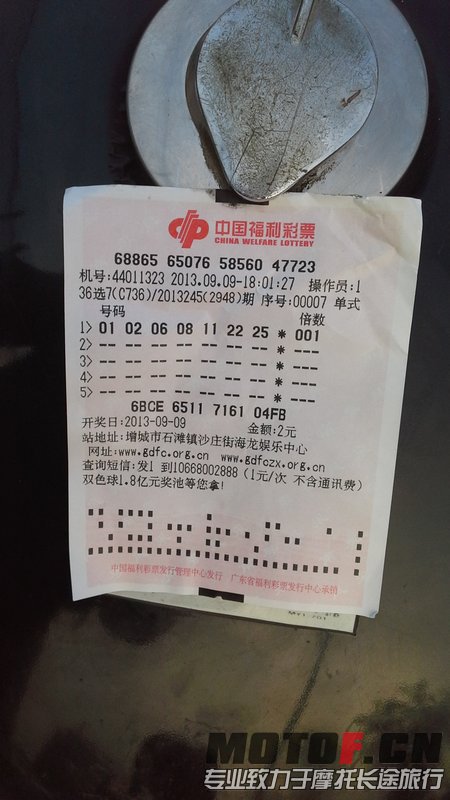 中国福利彩票
CHINA WELFARE LOTTERY
68865 65076 58560 47723
机号:44011323 2013.09.09-18:01:27 操作员:1
36选7(C736)/2013245(2948)期 序号:00007 单式
号码 倍数
1> 01 02 06 08 11 22 25 * 001
2> -- -- -- -- -- -- -- * ---
3> -- -- -- -- -- -- -- * ---
4> -- -- -- -- -- -- -- * ---
5> -- -- -- -- -- -- -- * ---
6BCE 6511 7161 04FB
开奖日:2013-09-09 金额:2元
站地址:增城市石滩镇沙庄街海龙娱乐中心
网址:www.gdfc.org.cn www.gdfczx.org.cn
查询短信:发1 到10668002888（1元/次 不含通讯费）
双色球1.8亿元奖池等您拿!
中国福利彩票发行管理中心发行 广东省福利彩票发行中心承销
MOTOF.CN
专业致力于摩托长途旅行